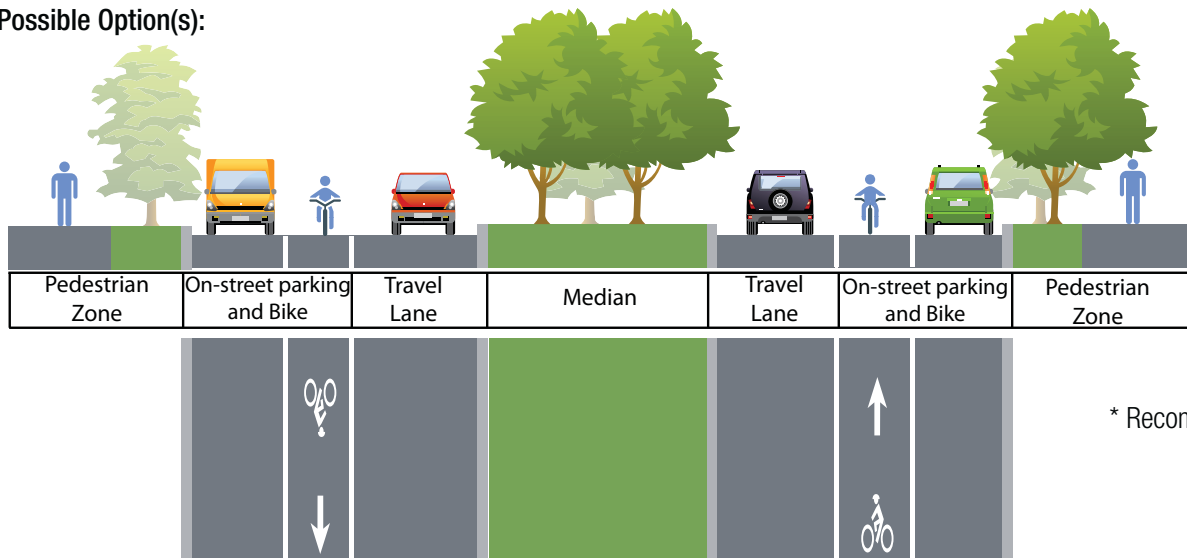 Possible Option(s):
Pedestrian
Zone
On-street parking
and Bike
Travel
Lane
Median
Travel
Lane
On-street parking
and Bike
Pedestrian
Zone
* Recom